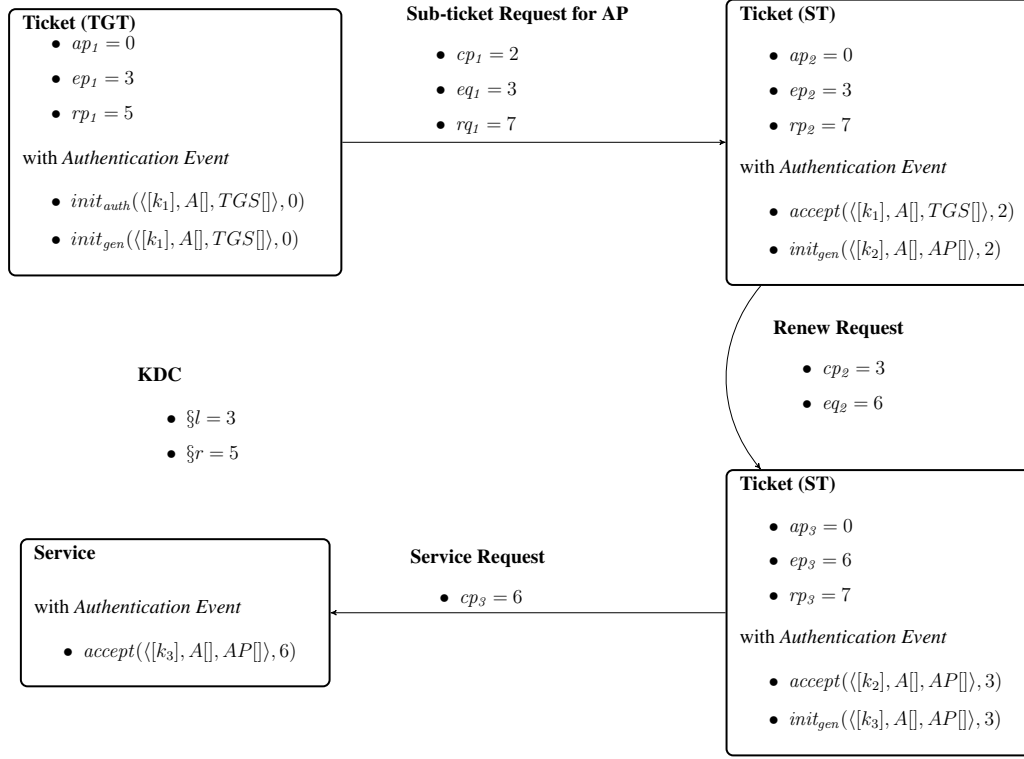 Ticket (TGT)
• ap₁ = 0
• ep₁ = 3
• rp₁ = 5
with Authentication Event
• init_auth(⟨[k₁], A[], TGS[]⟩, 0)
• init_gen(⟨[k₁], A[], TGS[]⟩, 0)
Sub-ticket Request for AP
• cp₁ = 2
• eq₁ = 3
• rq₁ = 7
Ticket (ST)
• ap₂ = 0
• ep₂ = 3
• rp₂ = 7
with Authentication Event
• accept(⟨[k₁], A[], TGS[]⟩, 2)
• init_gen(⟨[k₂], A[], AP[]⟩, 2)
Renew Request
• cp₂ = 3
• eq₂ = 6
KDC
• §l = 3
• §r = 5
Ticket (ST)
• ap₃ = 0
• ep₃ = 6
• rp₃ = 7
with Authentication Event
• accept(⟨[k₂], A[], AP[]⟩, 3)
• init_gen(⟨[k₃], A[], AP[]⟩, 3)
Service Request
• cp₃ = 6
Service
with Authentication Event
• accept(⟨[k₃], A[], AP[]⟩, 6)